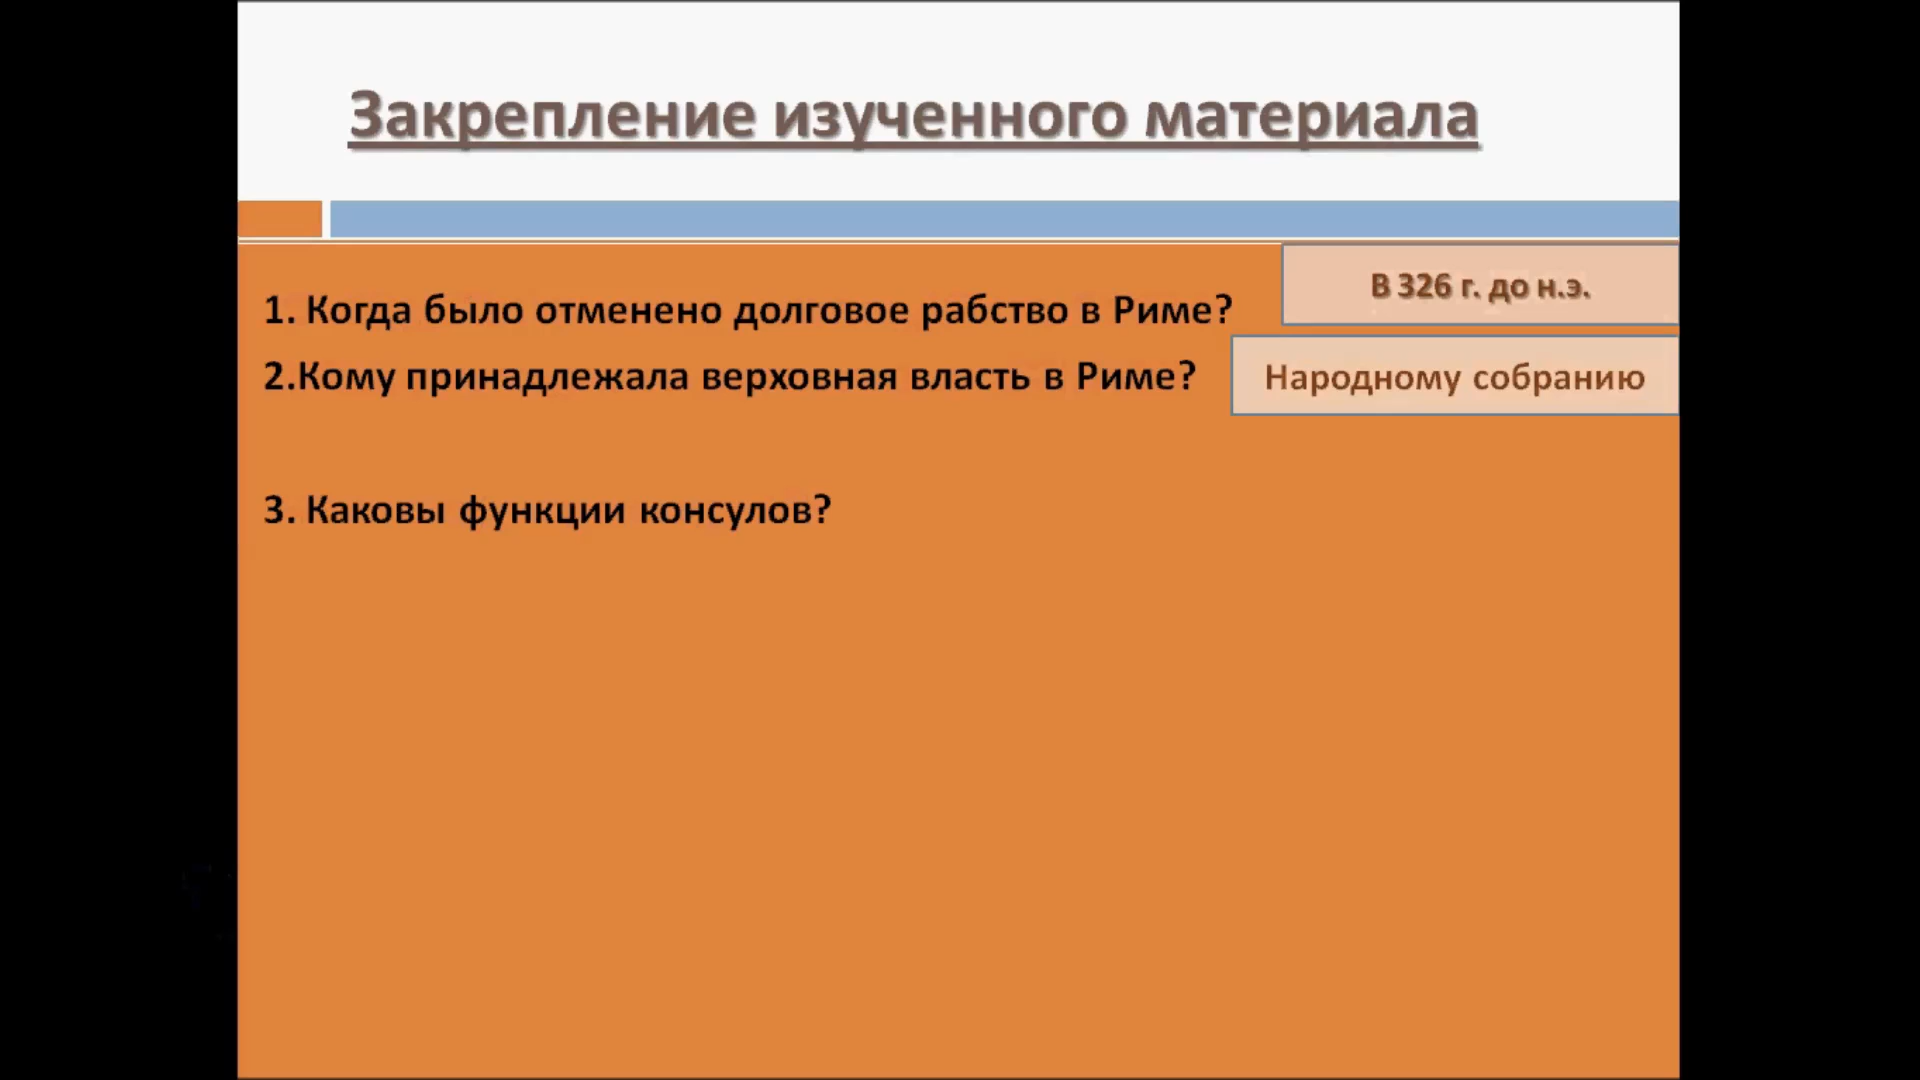 Закрепление изученного материала
1. Когда было отменено долговое рабство в Риме?
В 326 г. до н.э.
2.Кому принадлежала верховная власть в Риме?
Народному собранию
3. Каковы функции консулов?